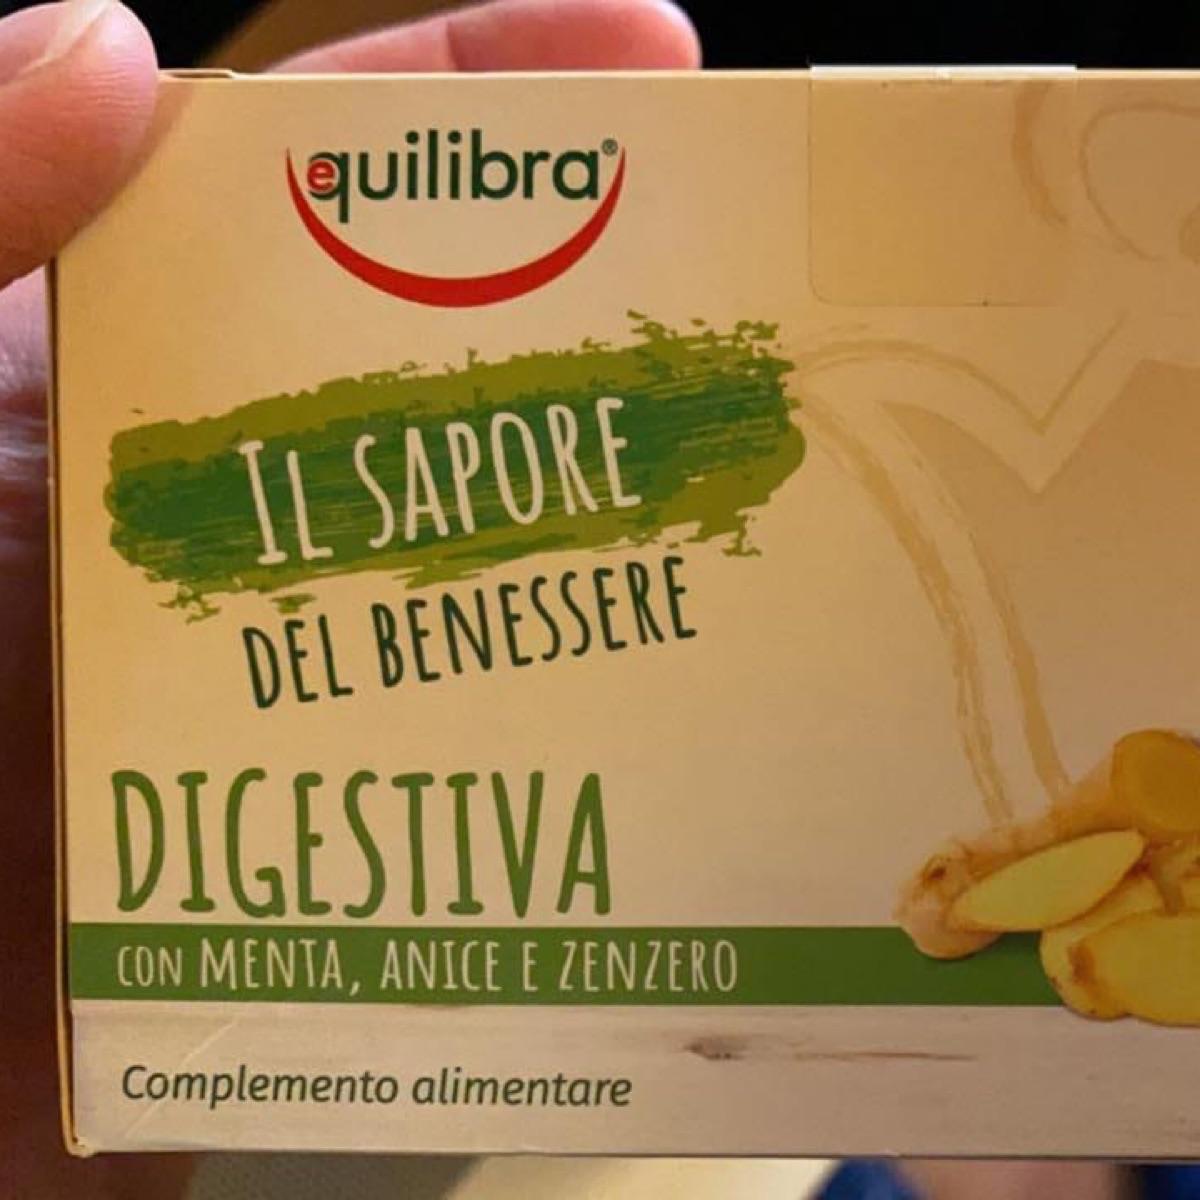 equilibra®
IL SAPORE
DEL BENESSERE
DIGESTIVA
CON MENTA, ANICE E ZENZERO
Complemento alimentare